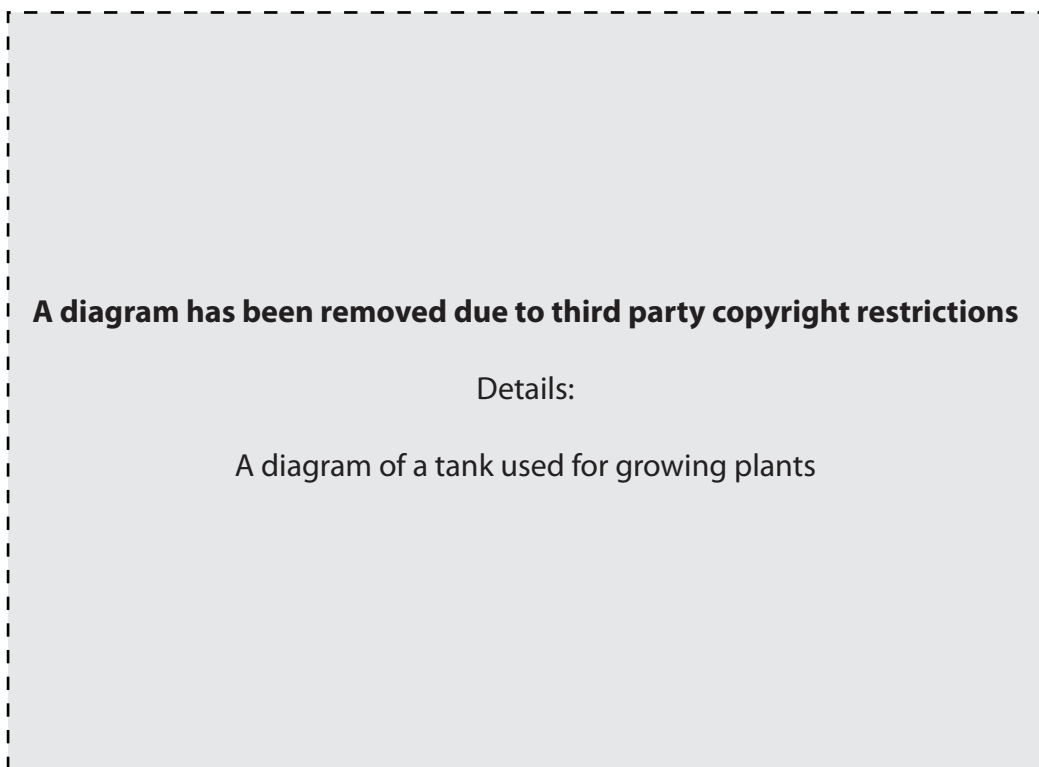 A diagram has been removed due to third party copyright restrictions
Details:
A diagram of a tank used for growing plants